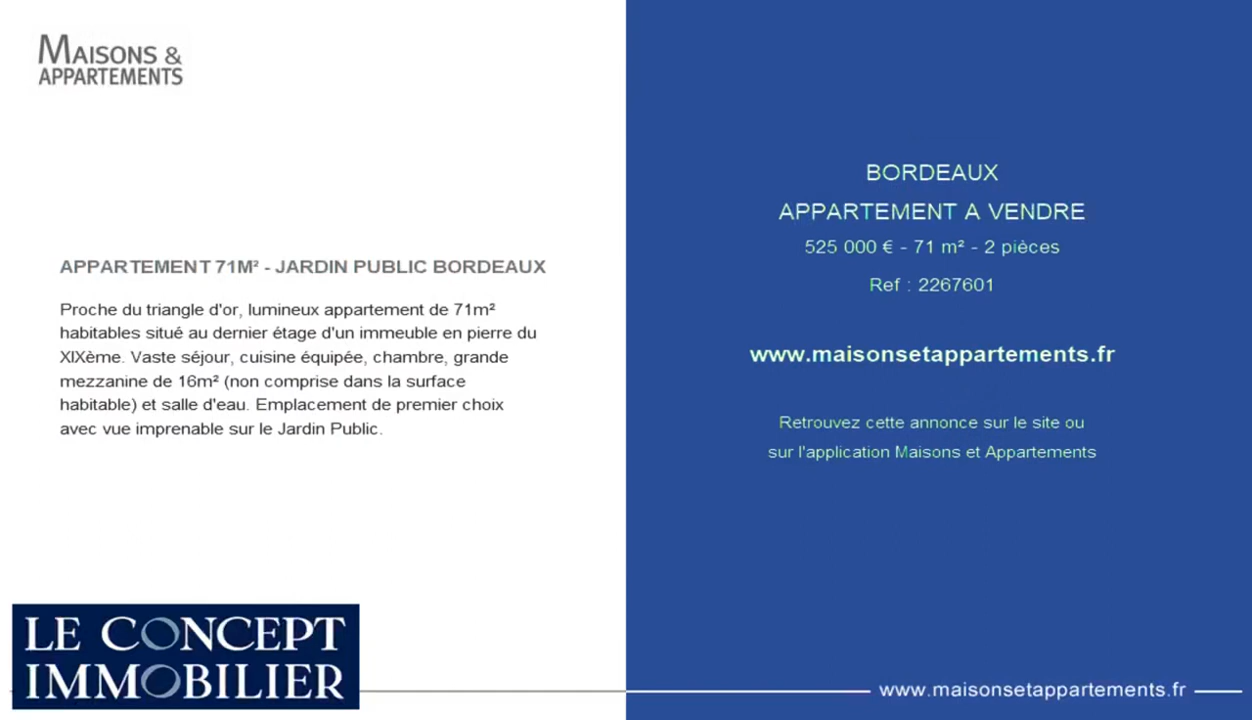 MAISONS &
APPARTEMENTS
APPARTEMENT 71M² - JARDIN PUBLIC BORDEAUX
Proche du triangle d'or, lumineux appartement de 71m²
habitables situé au dernier étage d'un immeuble en pierre du
XIXème. Vaste séjour, cuisine équipée, chambre, grande
mezzanine de 16m² (non comprise dans la surface
habitable) et salle d'eau. Emplacement de premier choix
avec vue imprenable sur le Jardin Public.
LE CONCEPT
IMMOBILIER
BORDEAUX
APPARTEMENT A VENDRE
525 000 € - 71 m² - 2 pièces
Ref : 2267601
www.maisonsetappartements.fr
Retrouvez cette annonce sur le site ou
sur l'application Maisons et Appartements
www.maisonsetappartements.fr